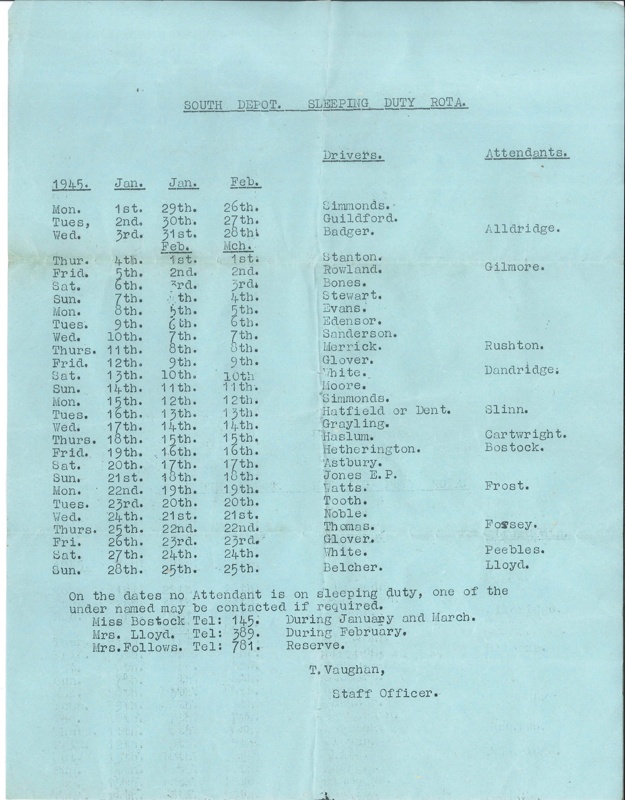 SOUTH DEPOT. SLEEPING DUTY ROTA.
Drivers. Attendants.
1945. Jan. Jan. Feb.
Mon. 1st. 29th. 26th. Simmonds.
Tues, 2nd. 30th. 27th. Guildford.
Wed. 3rd. 31st. 28th. Badger. Alldridge.
Feb. Mch.
Thur. 4th. 1st. 1st. Stanton.
Frid. 5th. 2nd. 2nd. Rowland. Gilmore.
Sat. 6th. 3rd. 3rd. Bones.
Sun. 7th. th. 4th. Stewart.
Mon. 8th. 5th. 5th. Evans.
Tues. 9th. 6th. 6th. Edensor.
Wed. 10th. 7th. 7th. Sanderson.
Thurs. 11th. 8th. 8th. Merrick. Rushton.
Frid. 12th. 9th. 9th. Glover.
Sat. 13th. 10th. 10th White. Dandridge.
Sun. 14th. 11th. 11th. Moore.
Mon. 15th. 12th. 12th. Simmonds.
Tues. 16th. 13th. 13th. Hatfield or Dent. Slinn.
Wed. 17th. 14th. 14th. Grayling.
Thurs. 18th. 15th. 15th. Haslum. Cartwright.
Frid. 19th. 16th. 16th. Hetherington. Bostock.
Sat. 20th. 17th. 17th. Astbury.
Sun. 21st. 18th. 18th. Jones E.P.
Mon. 22nd. 19th. 19th. Watts. Frost.
Tues. 23rd. 20th. 20th. Tooth.
Wed. 24th. 21st. 21st. Noble.
Thurs. 25th. 22nd. 22nd. Thomas. Fossey.
Fri. 26th. 23rd. 23rd. Glover.
Sat. 27th. 24th. 24th. White. Peebles.
Sun. 28th. 25th. 25th. Belcher. Lloyd.
On the dates no Attendant is on sleeping duty, one of the
under named may be contacted if required.
Miss Bostock Tel: 145. During January and March.
Mrs. Lloyd. Tel: 389. During February.
Mrs.Follows. Tel: 781. Reserve.
T.Vaughan,
Staff Officer.